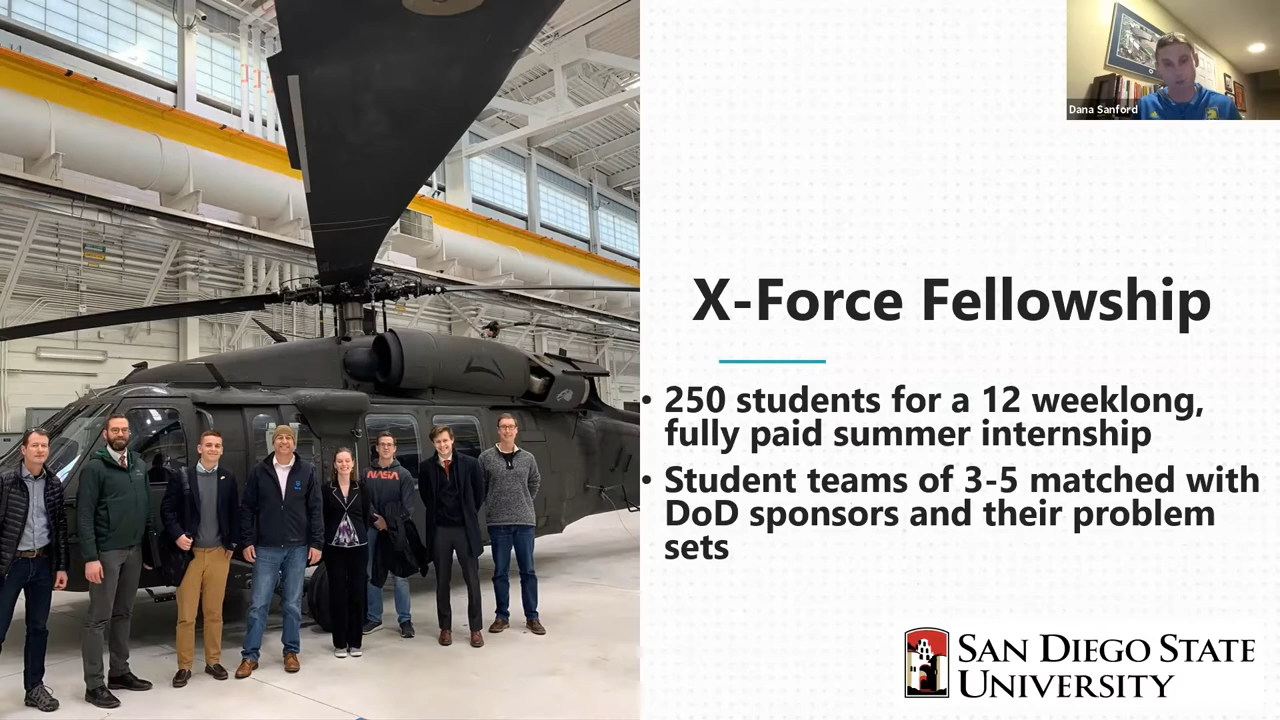 Dana Sanford
X-Force Fellowship
• 250 students for a 12 weeklong,
fully paid summer internship
• Student teams of 3-5 matched with
DoD sponsors and their problem
sets
NASA
SAN DIEGO STATE
UNIVERSITY